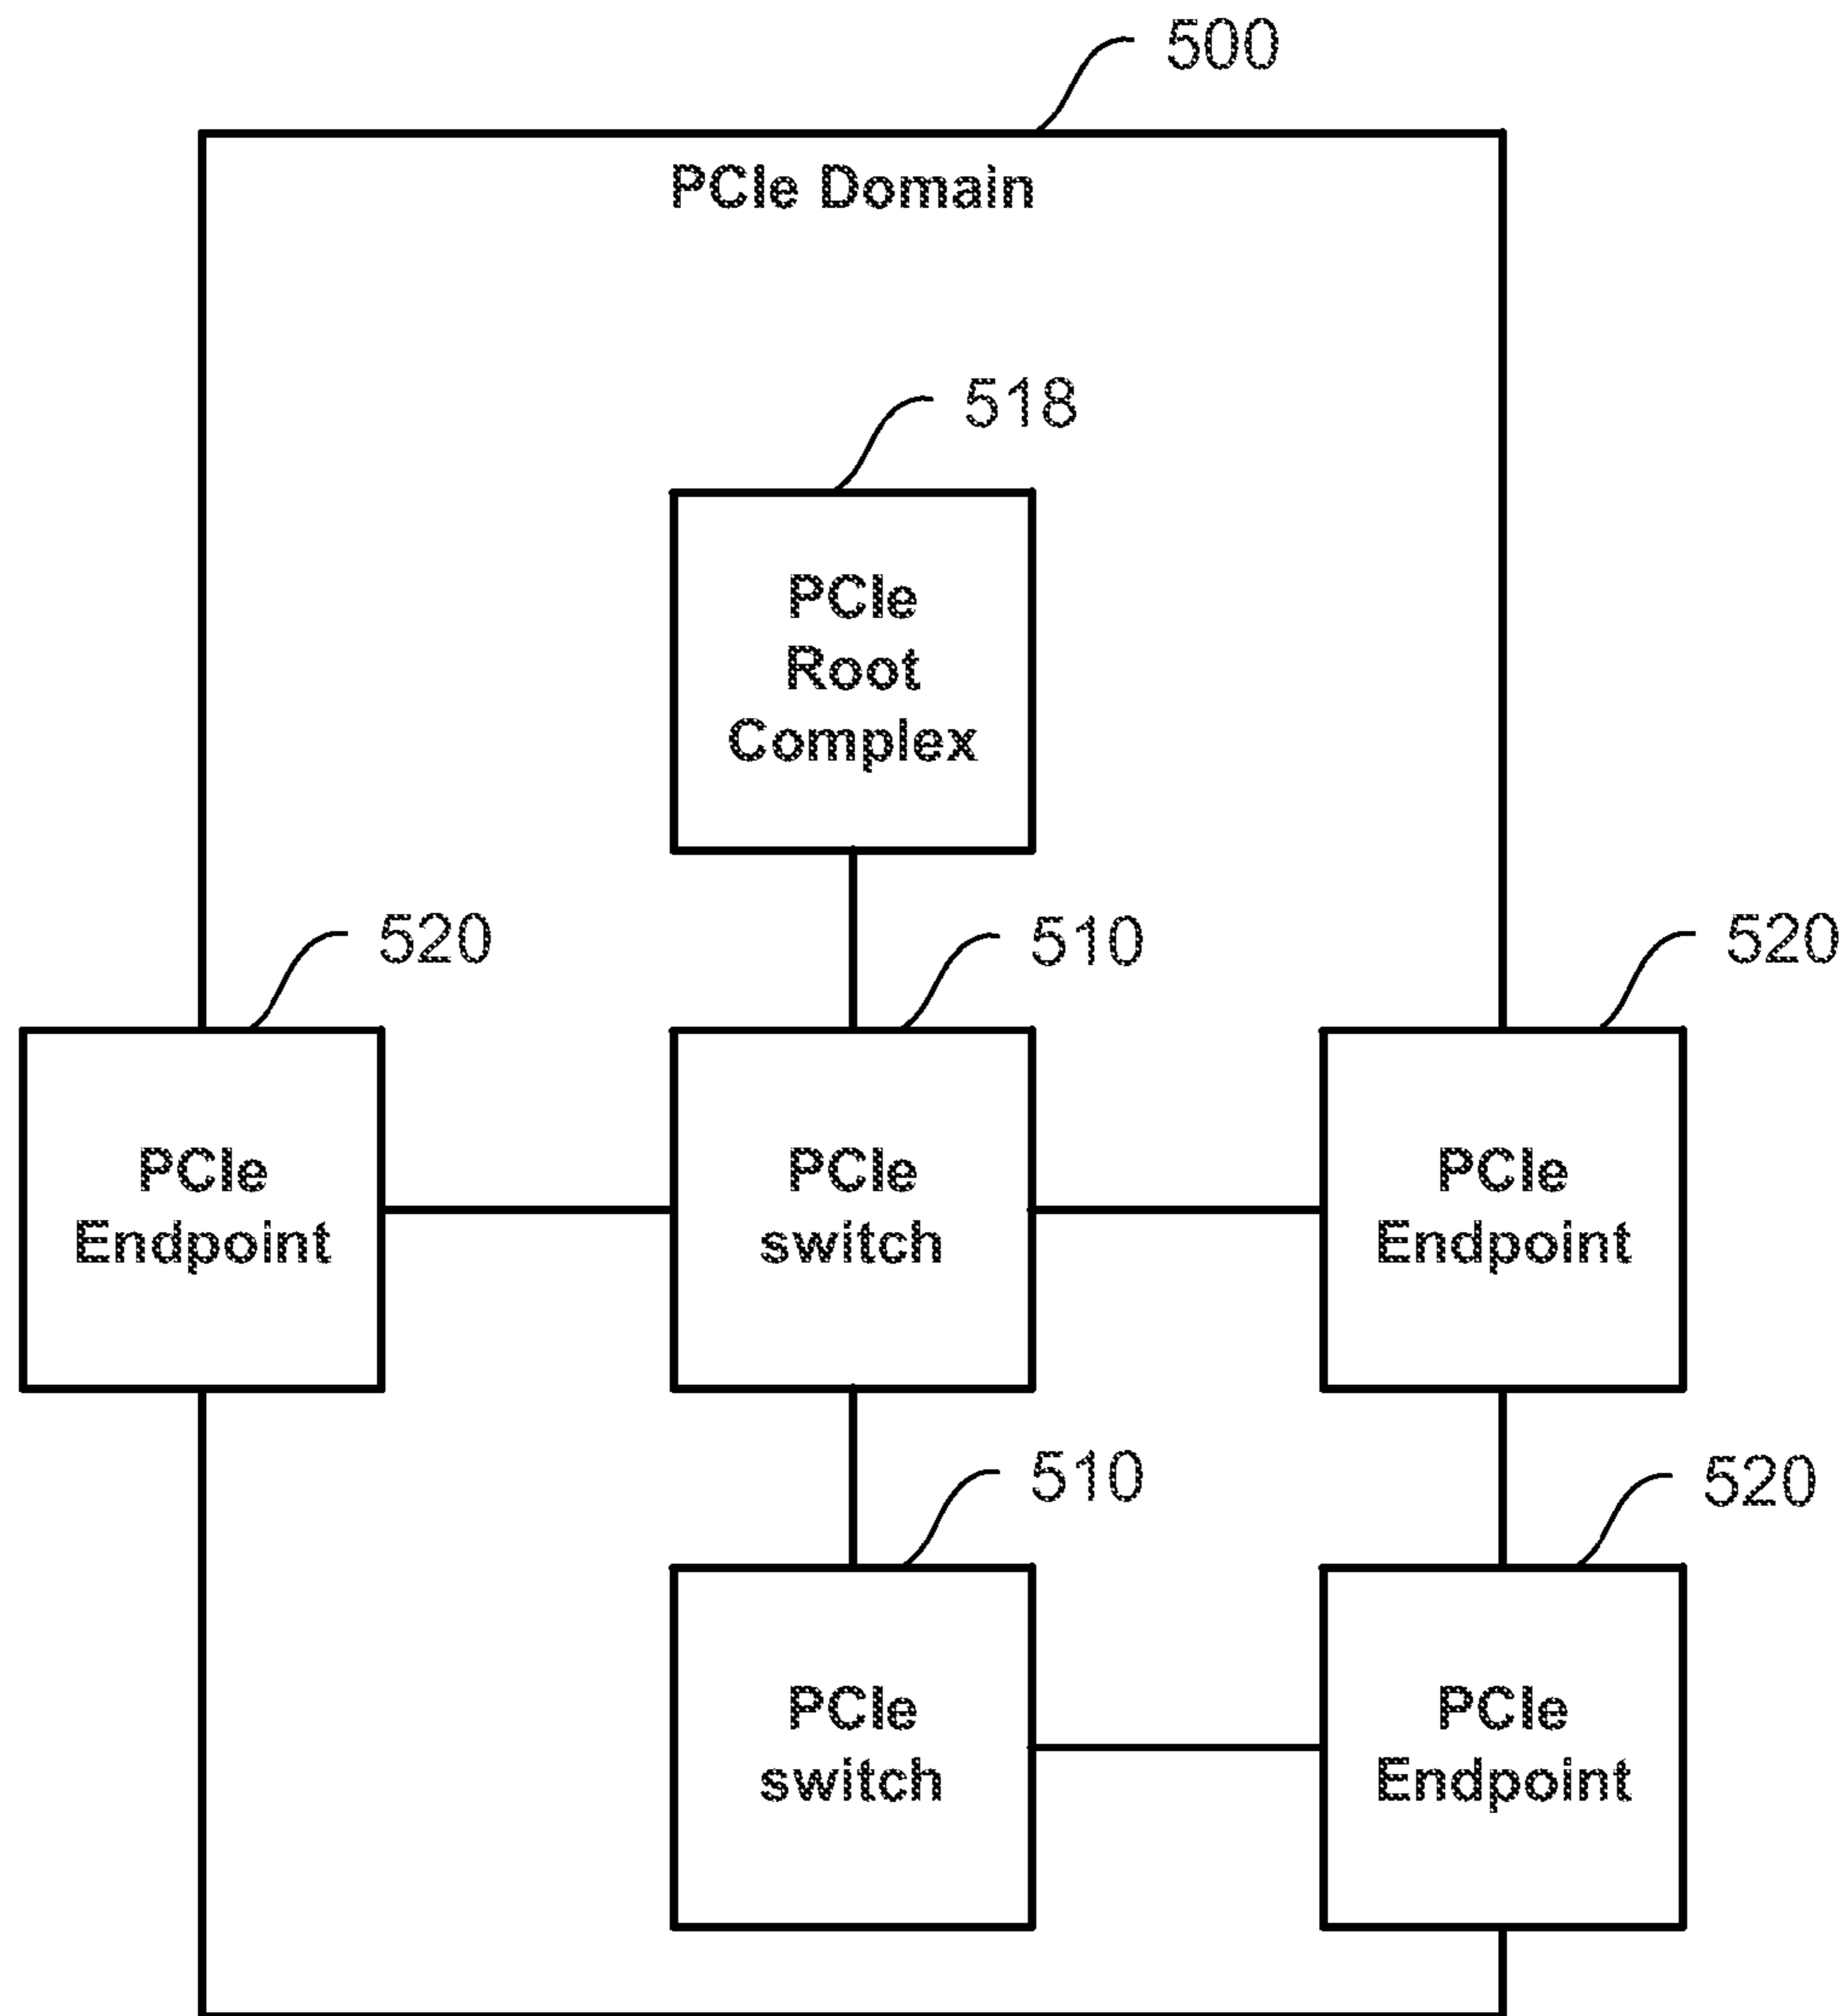 500
PCIe Domain
518
PCIe
Root
Complex
520
510
520
PCIe
Endpoint
PCIe
switch
PCIe
Endpoint
510
520
PCIe
switch
PCIe
Endpoint